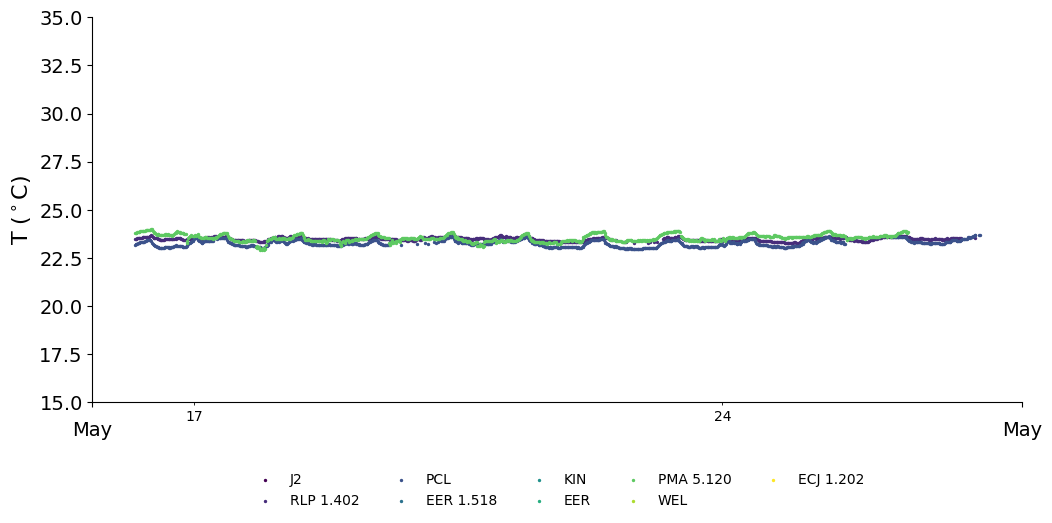 35.0
32.5
30.0
27.5
25.0
22.5
20.0
17.5
15.0
T (°C)
17
24
May
May
J2
PCL
KIN
PMA 5.120
ECJ 1.202
RLP 1.402
EER 1.518
EER
WEL